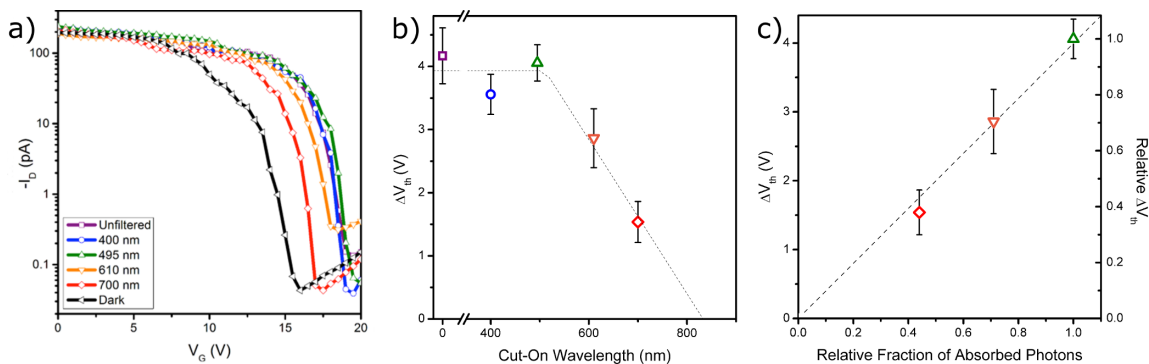 a)
-I_D (pA)
100
10
1
0.1
Unfiltered
400 nm
495 nm
610 nm
700 nm
Dark
0 5 10 15 20
V_G (V)
b)
ΔV_th (V)
5
4
3
2
1
0
0 400 600 800
Cut-On Wavelength (nm)
c)
ΔV_th (V)
4
3
2
1
0
0.0 0.2 0.4 0.6 0.8 1.0
Relative Fraction of Absorbed Photons
1.0
0.8
0.6
0.4
0.2
0.0
Relative ΔV_th